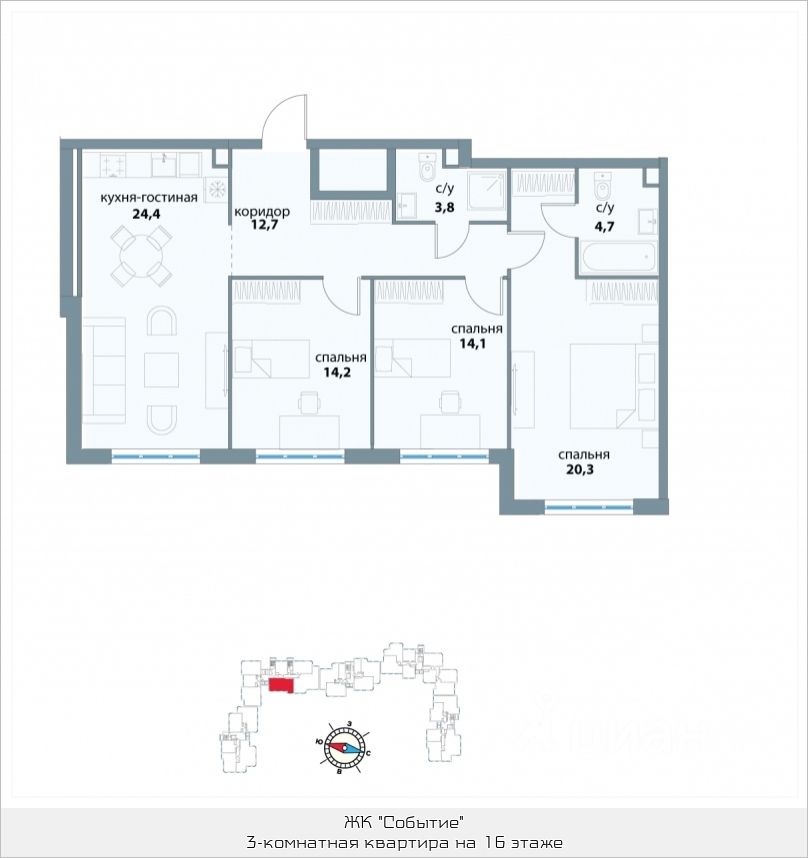 кухня-гостиная
24,4
коридор
12,7
с/у
3,8
с/у
4,7
спальня
14,2
спальня
14,1
спальня
20,3
З
Ю
С
В
циан
ЖК "Событие"
3-комнатная квартира на 16 этаже